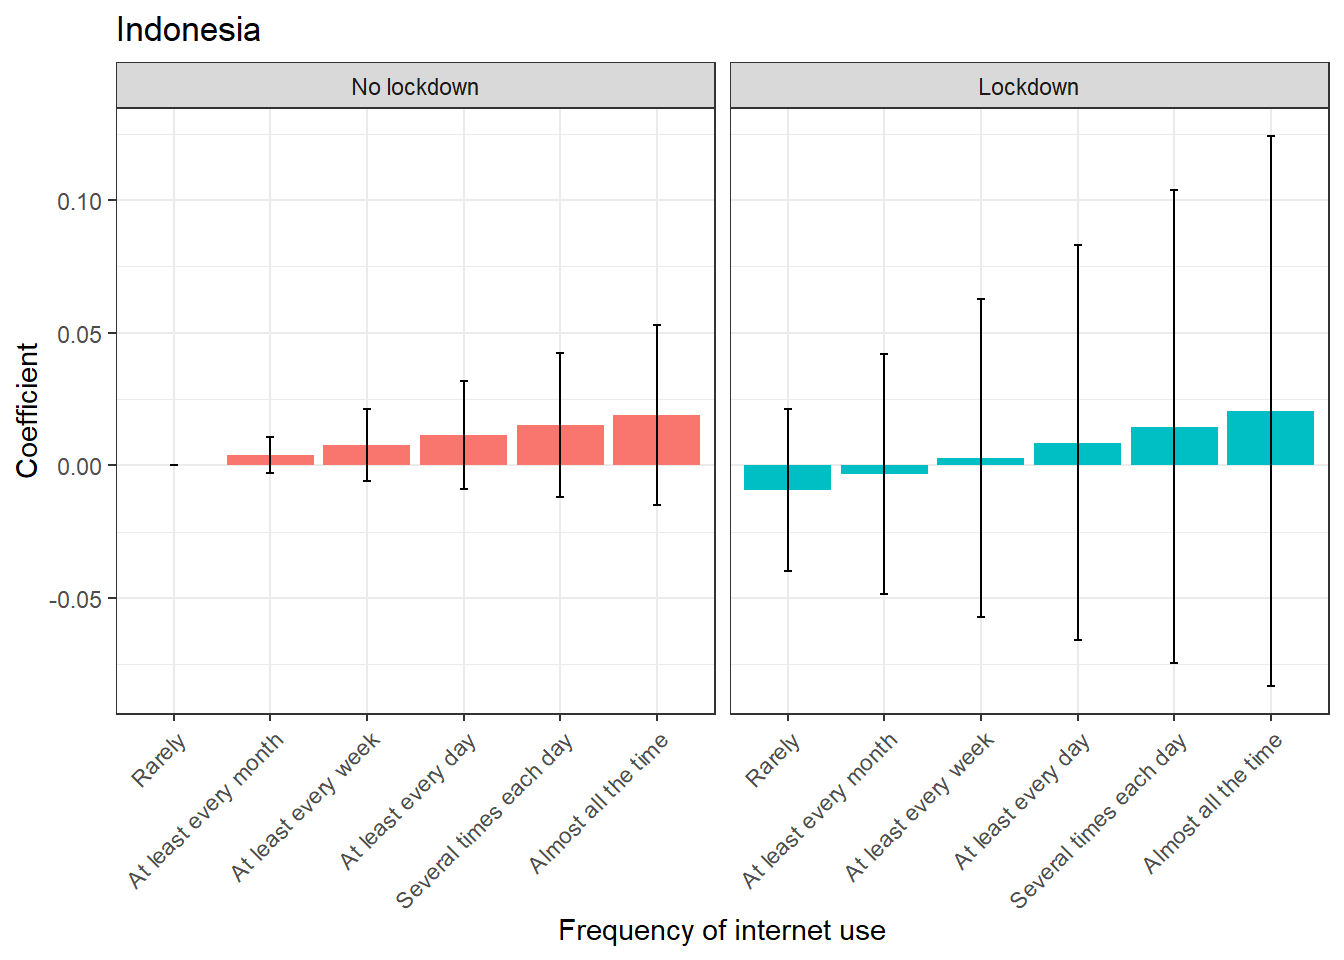 Indonesia
No lockdown
Lockdown
Coefficient
0.10
0.05
0.00
-0.05
Rarely
At least every month
At least every week
At least every day
Several times each day
Almost all the time
Rarely
At least every month
At least every week
At least every day
Several times each day
Almost all the time
Frequency of internet use